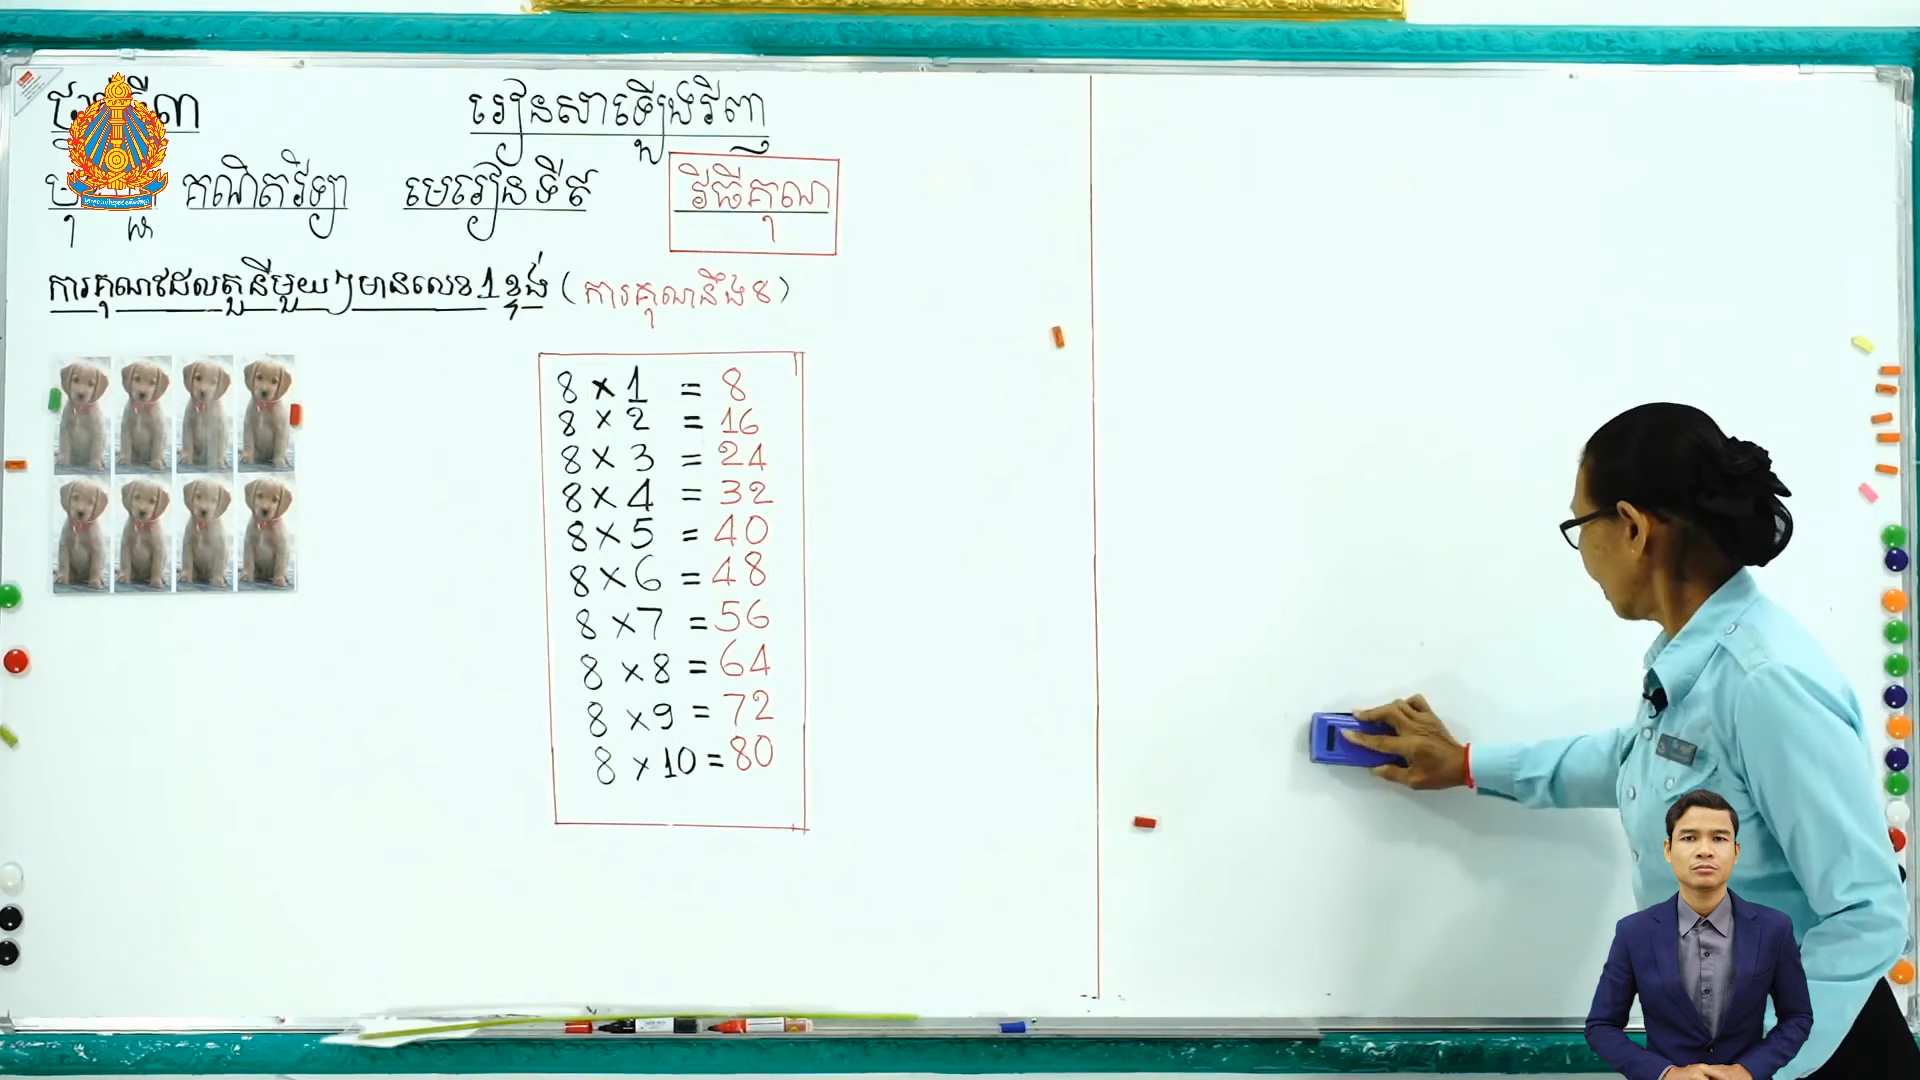 ថ្នាក់ទី៣
រៀនសាឡើងវិញ
គណិតវិទ្យា
មេរៀនទី៩
វិធីគុណ
ការគុណដែលតួនីមួយៗមានលេខ1ខ្ទង់ (ការគុណនឹង8)
8 × 1 = 8
8 × 2 = 16
8 × 3 = 24
8 × 4 = 32
8 × 5 = 40
8 × 6 = 48
8 × 7 = 56
8 × 8 = 64
8 × 9 = 72
8 × 10 = 80